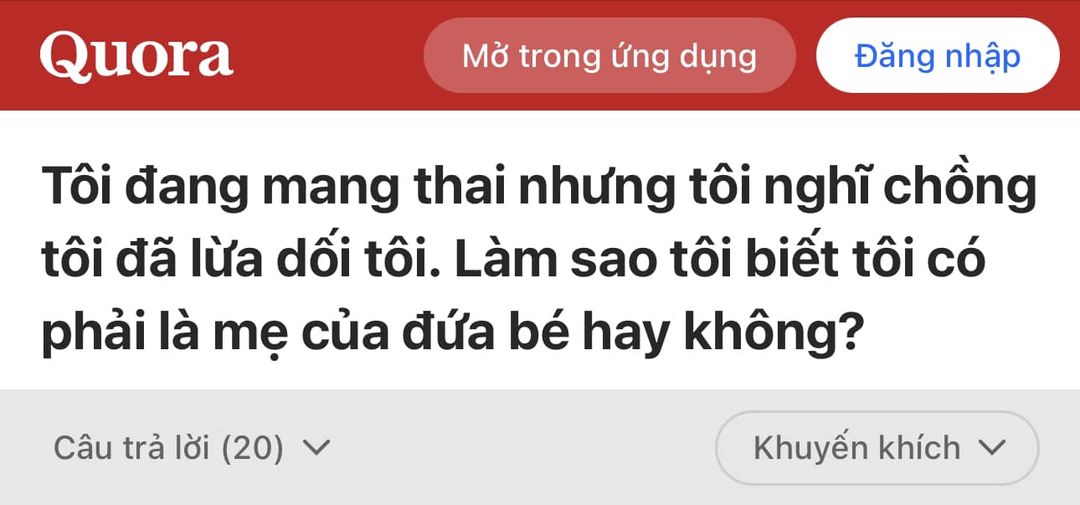 Quora
Mở trong ứng dụng
Đăng nhập
Tôi đang mang thai nhưng tôi nghĩ chồng
tôi đã lừa dối tôi. Làm sao tôi biết tôi có
phải là mẹ của đứa bé hay không?
Câu trả lời (20)
Khuyến khích